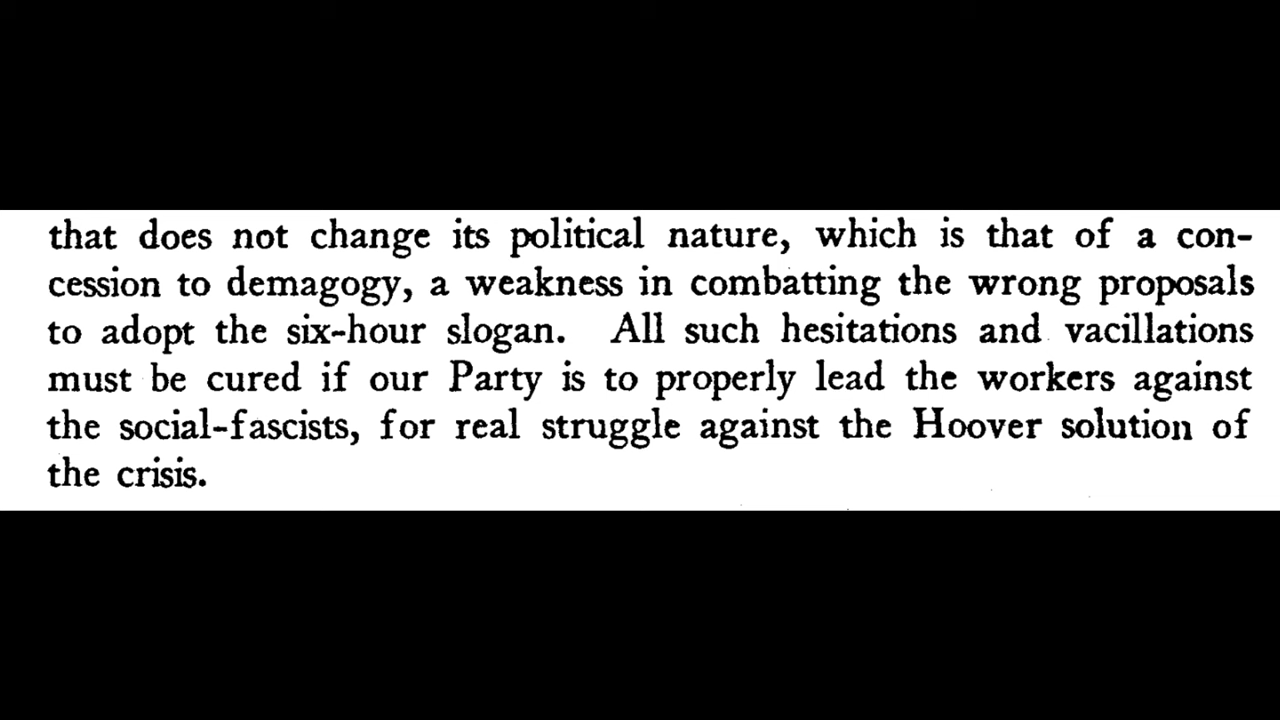 that does not change its political nature, which is that of a con-
cession to demagogy, a weakness in combatting the wrong proposals
to adopt the six-hour slogan. All such hesitations and vacillations
must be cured if our Party is to properly lead the workers against
the social-fascists, for real struggle against the Hoover solution of
the crisis.